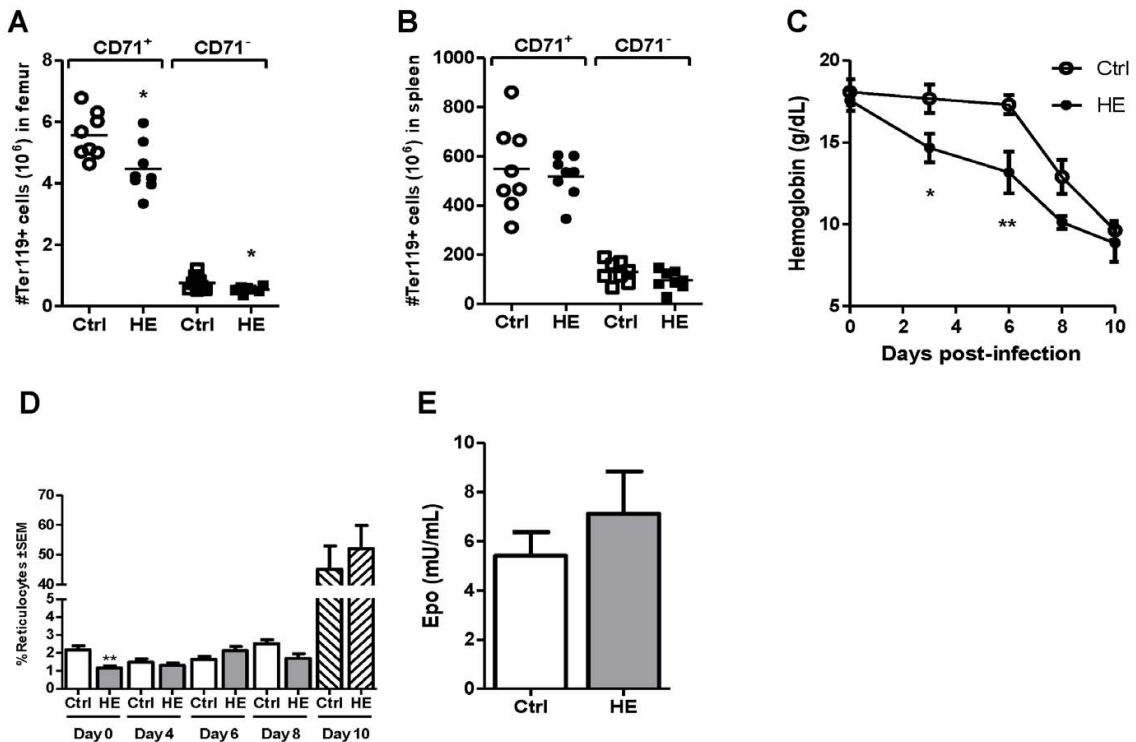 A
CD71⁺ CD71⁻
#Ter119+ cells (10⁶) in femur
8
6
4
2
0
*
*
Ctrl HE Ctrl HE
B
CD71⁺ CD71⁻
#Ter119+ cells (10⁶) in spleen
1000
800
600
400
200
0
Ctrl HE Ctrl HE
C
Hemoglobin (g/dL)
20
15
10
5
Ctrl
HE
*
**
0 2 4 6 8 10
Days post-infection
D
%Reticulocytes ±SEM
70
60
50
40
5
4
3
2
1
0
**
Ctrl HE Ctrl HE Ctrl HE Ctrl HE Ctrl HE
Day 0 Day 4 Day 6 Day 8 Day 10
E
Epo (mU/mL)
10
8
6
4
2
0
Ctrl HE